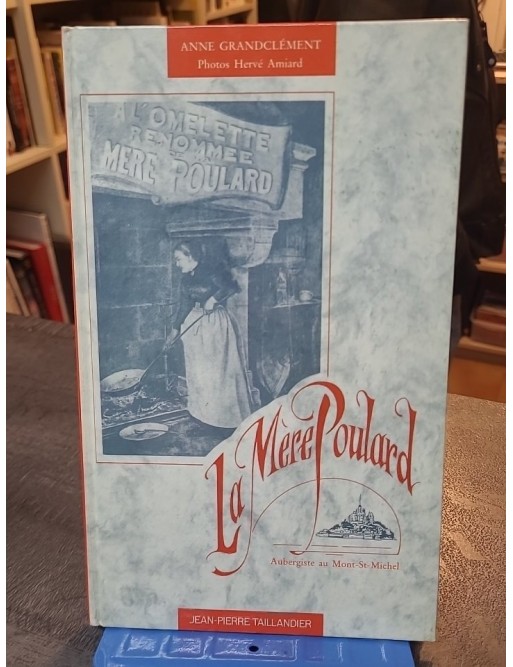 ANNE GRANDCLÉMENT
Photos Hervé Amiard
A L'OMELETTE
RENOMMÉE
MÈRE POULARD
La Mère Poulard
Aubergiste au Mont-St-Michel
JEAN-PIERRE TAILLANDIER